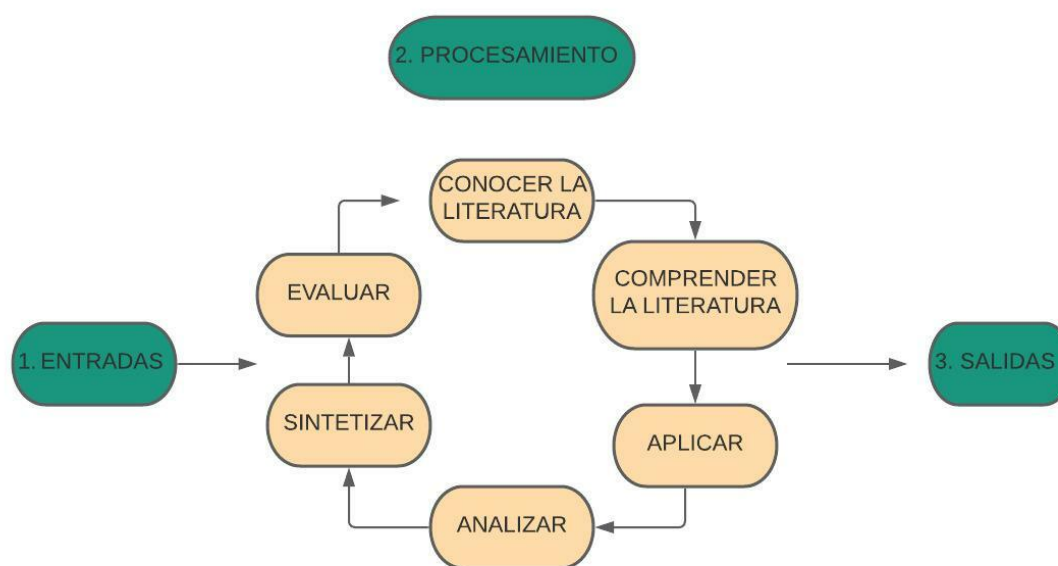 2. PROCESAMIENTO
CONOCER LA
LITERATURA
COMPRENDER
LA LITERATURA
EVALUAR
1. ENTRADAS
3. SALIDAS
SINTETIZAR
APLICAR
ANALIZAR